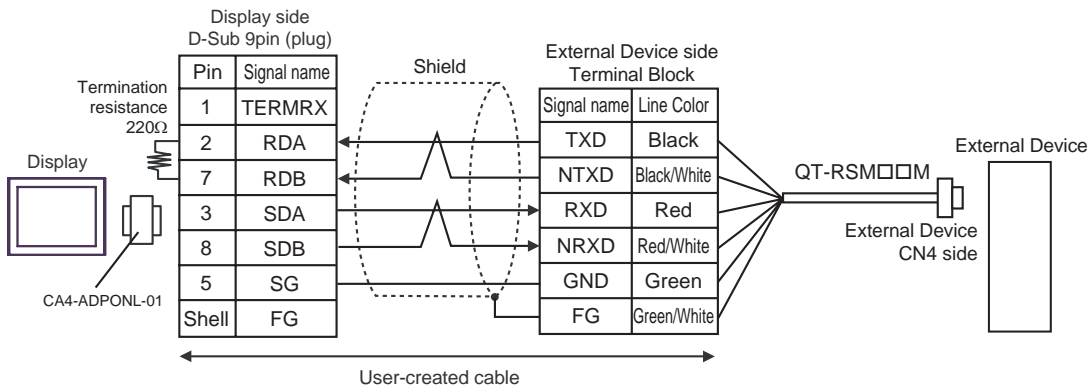 Display side
D-Sub 9pin (plug)
Pin Signal name
1 TERMRX
2 RDA
7 RDB
3 SDA
8 SDB
5 SG
Shell FG
Termination
resistance
220Ω
Display
CA4-ADPONL-01
Shield
External Device side
Terminal Block
Signal name Line Color
TXD Black
NTXD Black/White
RXD Red
NRXD Red/White
GND Green
FG Green/White
QT-RSM□□M
External Device
CN4 side
External Device
User-created cable